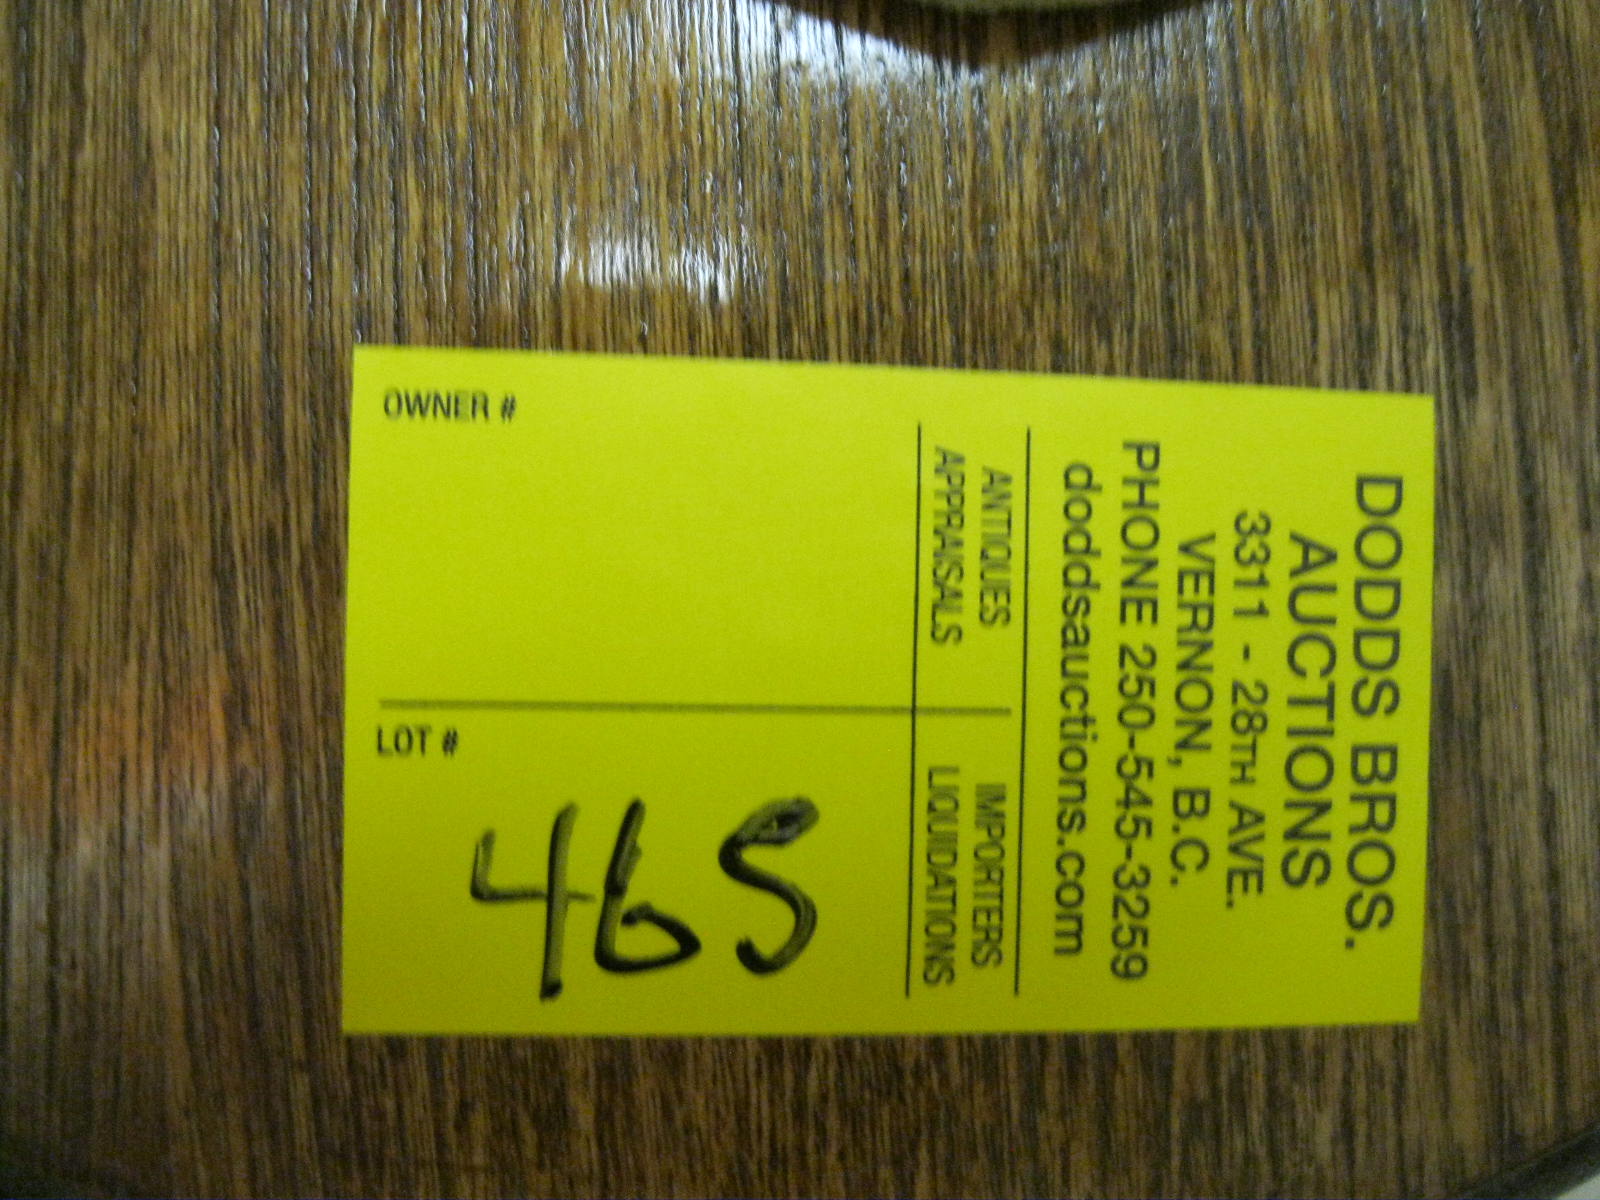 DODDS BROS.
AUCTIONS
3311 - 28TH AVE.
VERNON, B.C.
PHONE 250-545-3259
doddsauctions.com
ANTIQUES IMPORTERS
APPRAISALS LIQUIDATIONS
OWNER #
LOT #
465